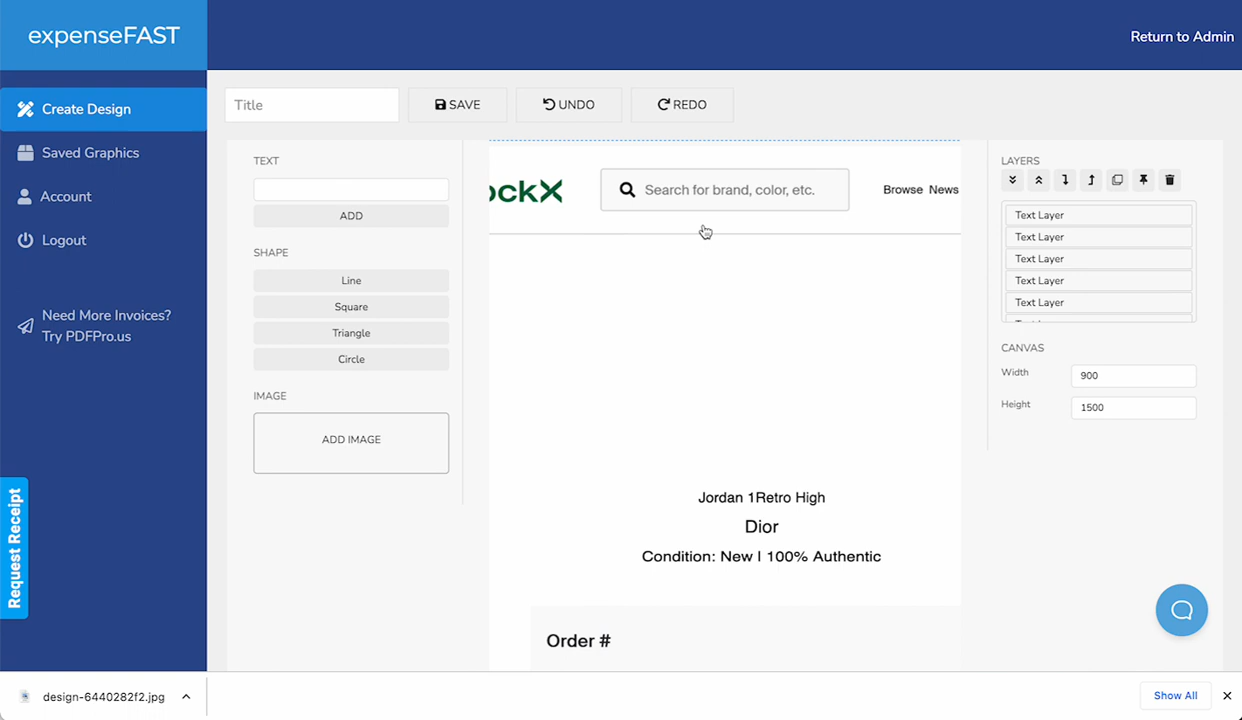 expenseFAST
Return to Admin
Create Design
Saved Graphics
Account
Logout
Need More Invoices?
Try PDFPro.us
Request Receipt
Title
SAVE
UNDO
REDO
TEXT
ADD
SHAPE
Line
Square
Triangle
Circle
IMAGE
ADD IMAGE
ockX
Search for brand, color, etc.
Browse News
Jordan 1Retro High
Dior
Condition: New | 100% Authentic
Order #
LAYERS
Text Layer
Text Layer
Text Layer
Text Layer
Text Layer
CANVAS
Width
900
Height
1500
design-6440282f2.jpg
Show All